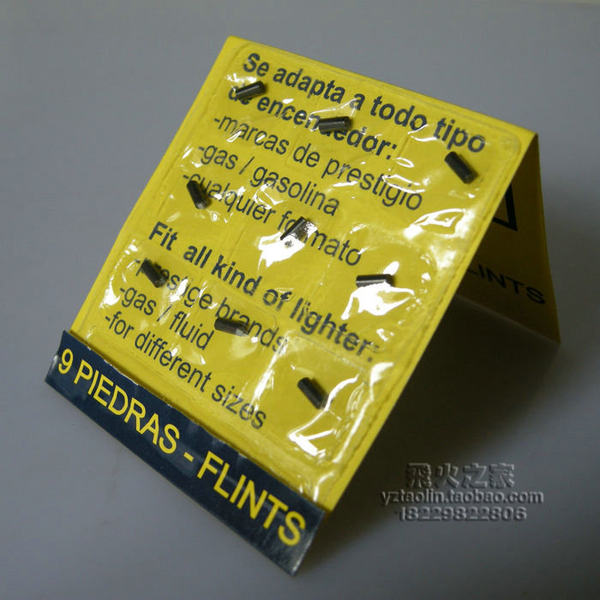 Se adapta a todo tipo
de encendedor:
-marcas de prestigio
-gas / gasolina
-cualquier formato
Fit all kind of lighter:
-prestge brands
-gas / fluid
-for different sizes
9 PIEDRAS - FLINTS
FLINTS
飛火之家
yztaolin.taobao.com
18229822806